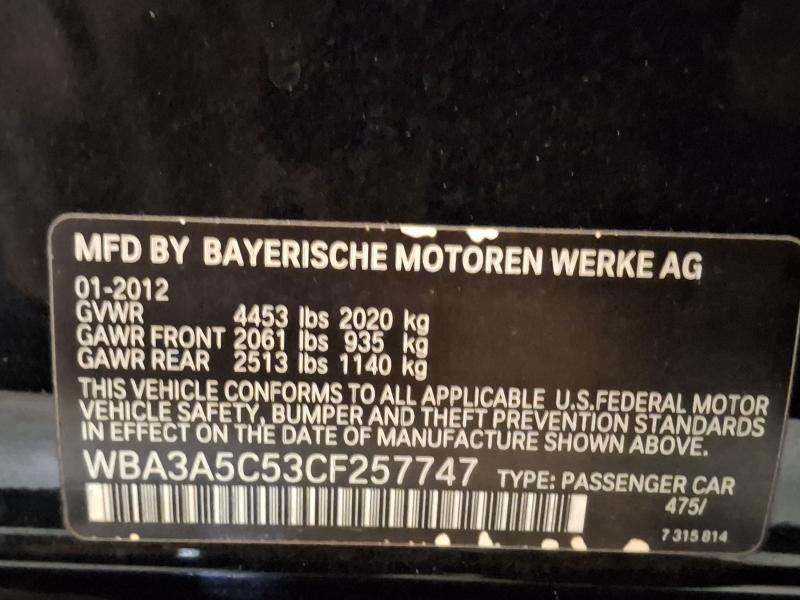 MFD BY BAYERISCHE MOTOREN WERKE AG
01-2012
GVWR 4453 lbs 2020 kg
GAWR FRONT 2061 lbs 935 kg
GAWR REAR 2513 lbs 1140 kg
THIS VEHICLE CONFORMS TO ALL APPLICABLE U.S.FEDERAL MOTOR
VEHICLE SAFETY, BUMPER AND THEFT PREVENTION STANDARDS
IN EFFECT ON THE DATE OF MANUFACTURE SHOWN ABOVE.
WBA3A5C53CF257747 TYPE: PASSENGER CAR
475/
7 315 814